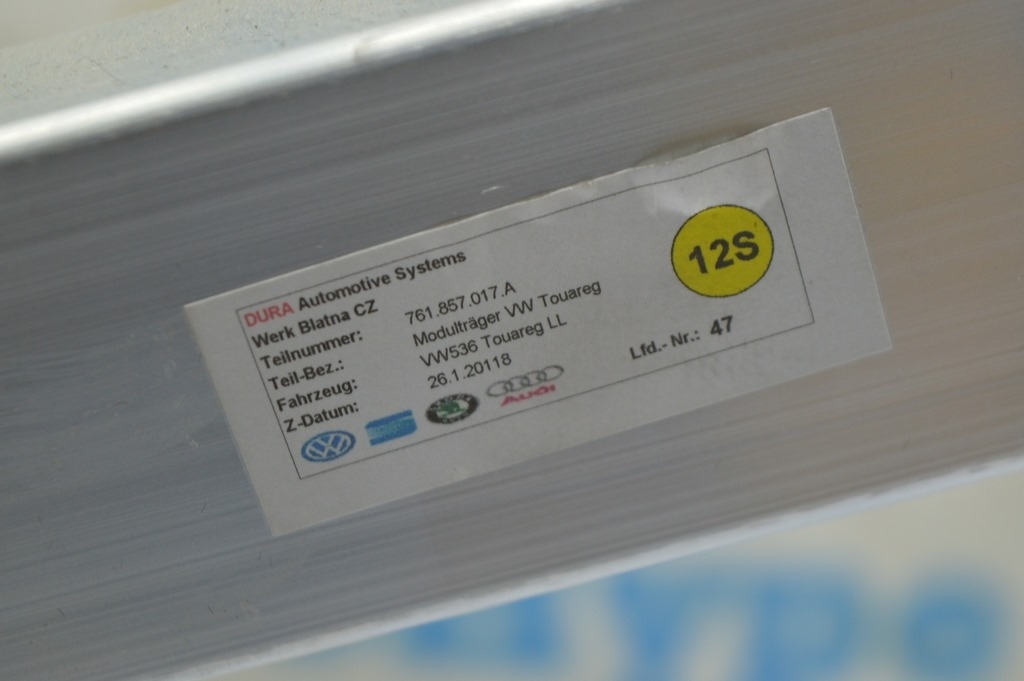 DURA Automotive Systems
Werk Blatna CZ
Teilnummer: 761.857.017.A
Teil-Bez.: Modulträger VW Touareg
Fahrzeug: VW536 Touareg LL
Z-Datum: 26.1.20118
12S
Lfd.- Nr.: 47
AUDI